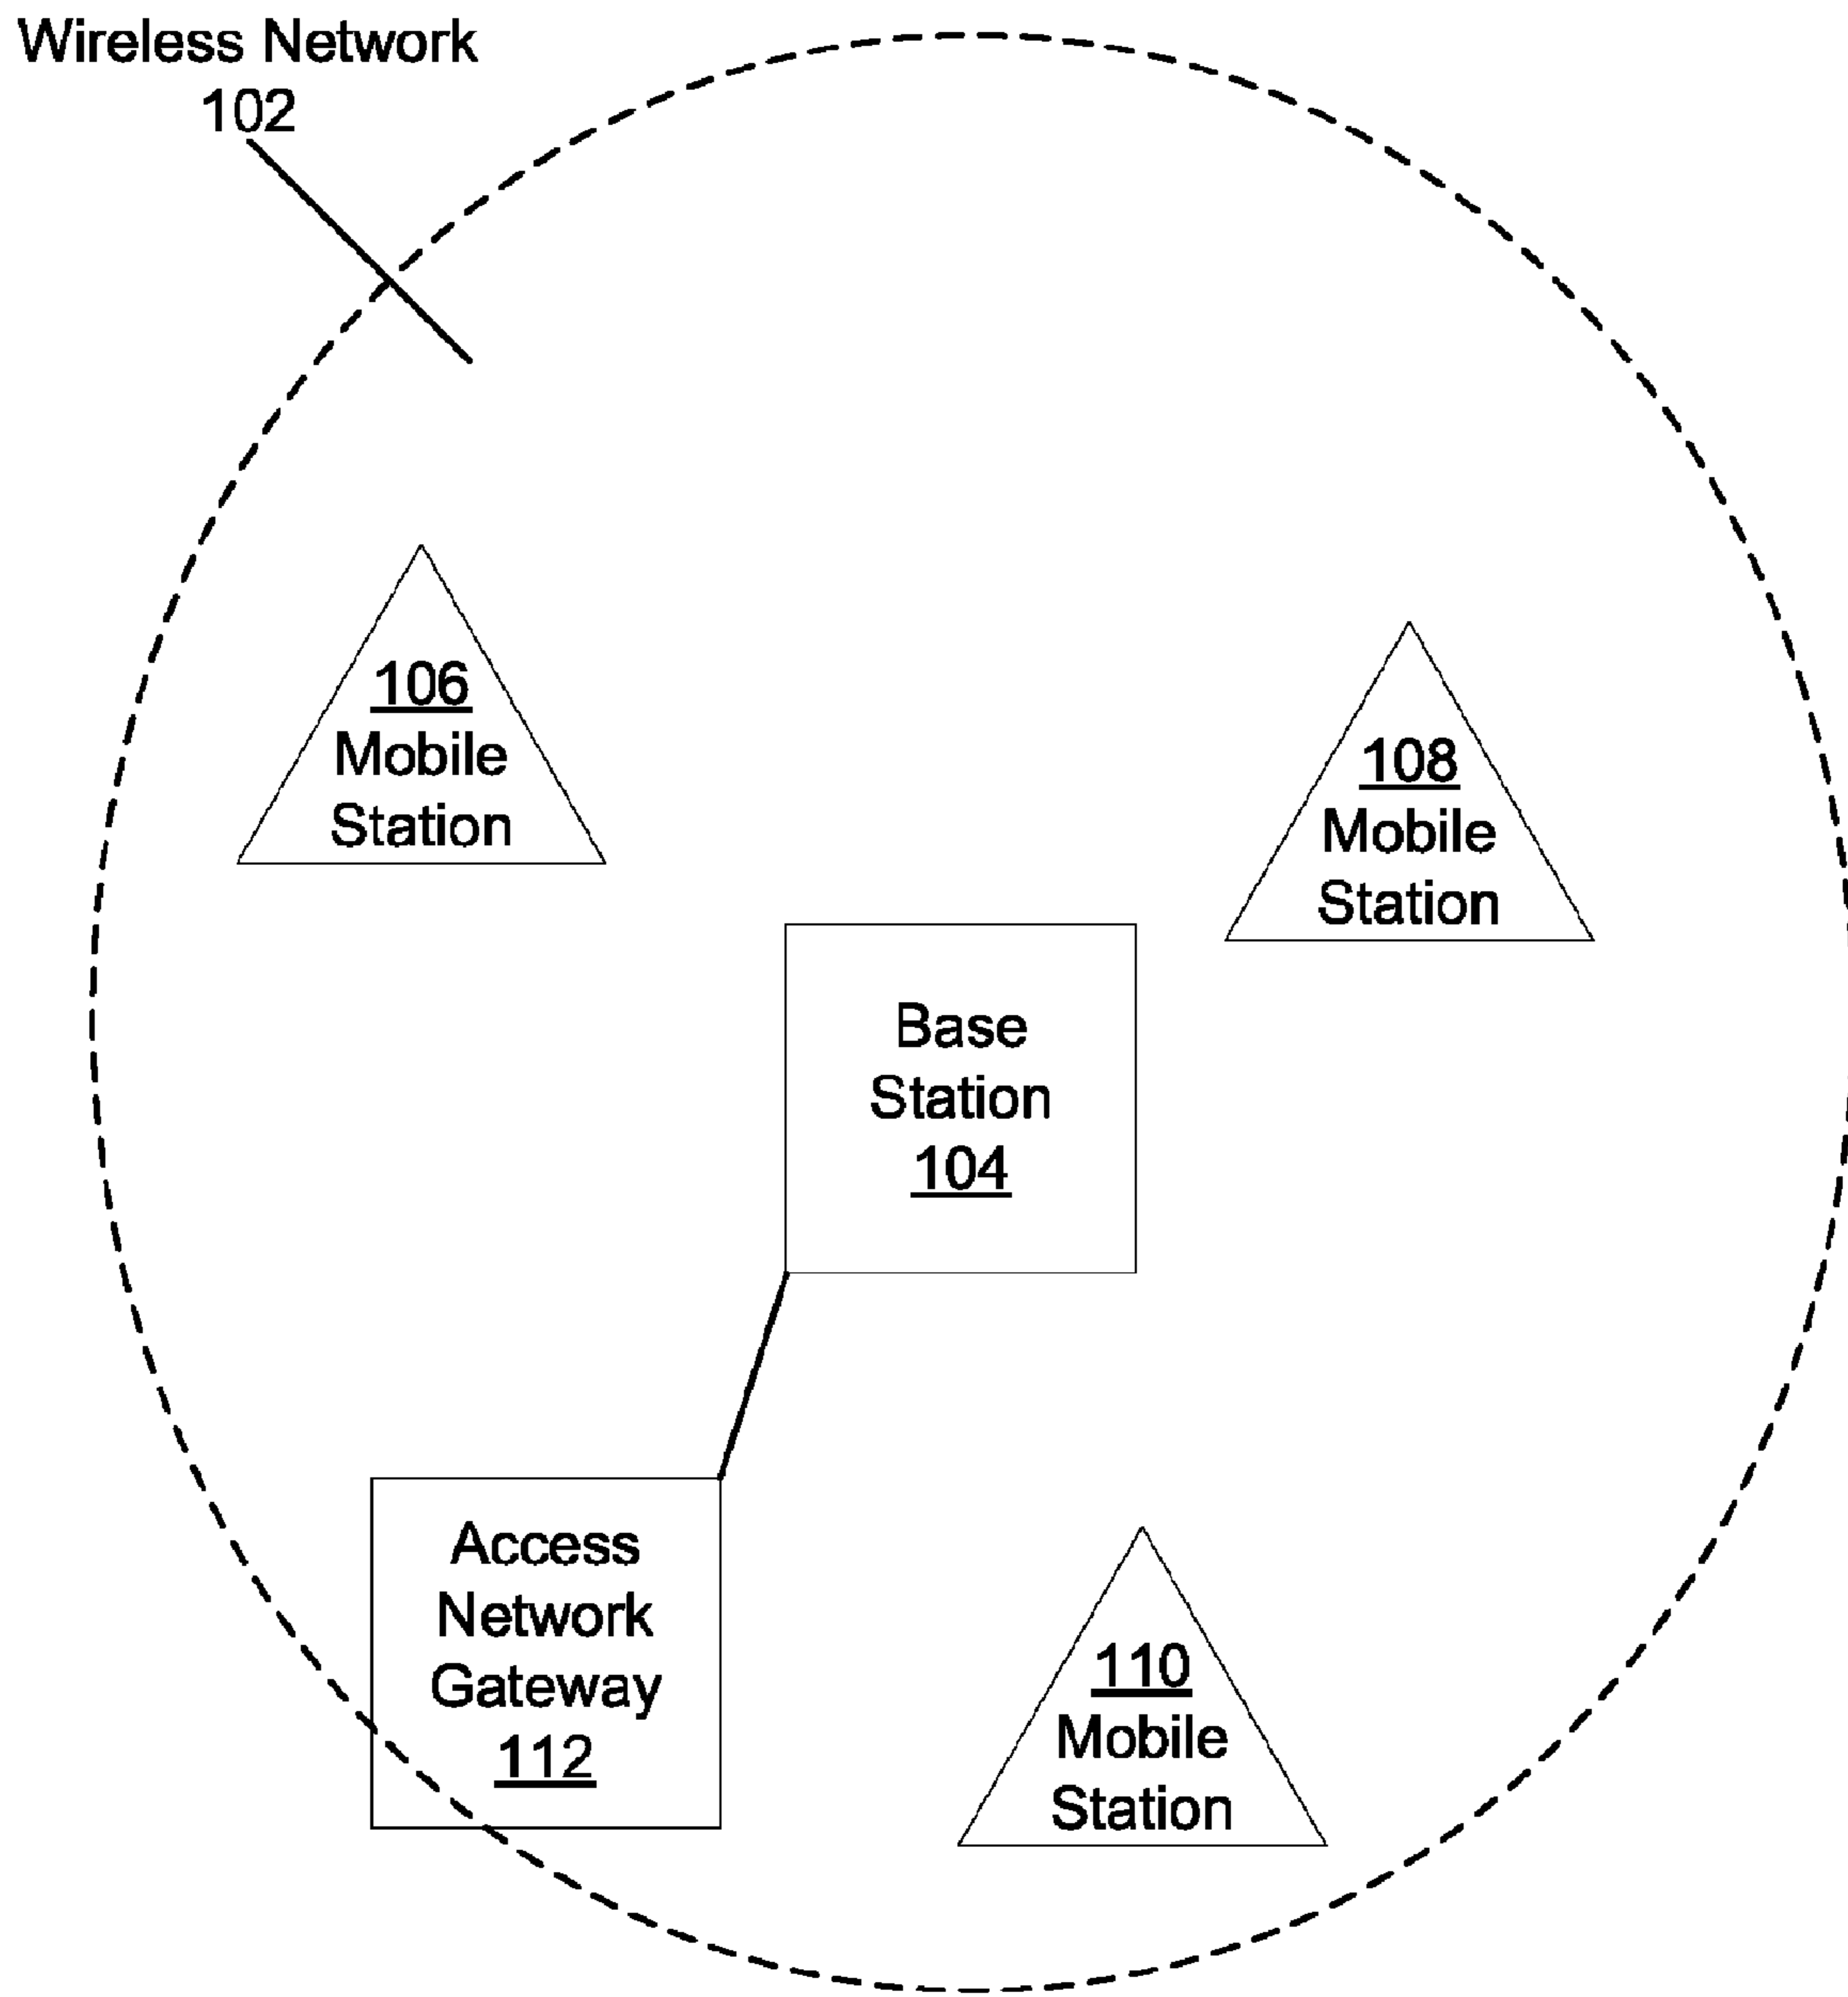 Wireless Network
102
106
Mobile
Station
108
Mobile
Station
Base
Station
104
Access
Network
Gateway
112
110
Mobile
Station